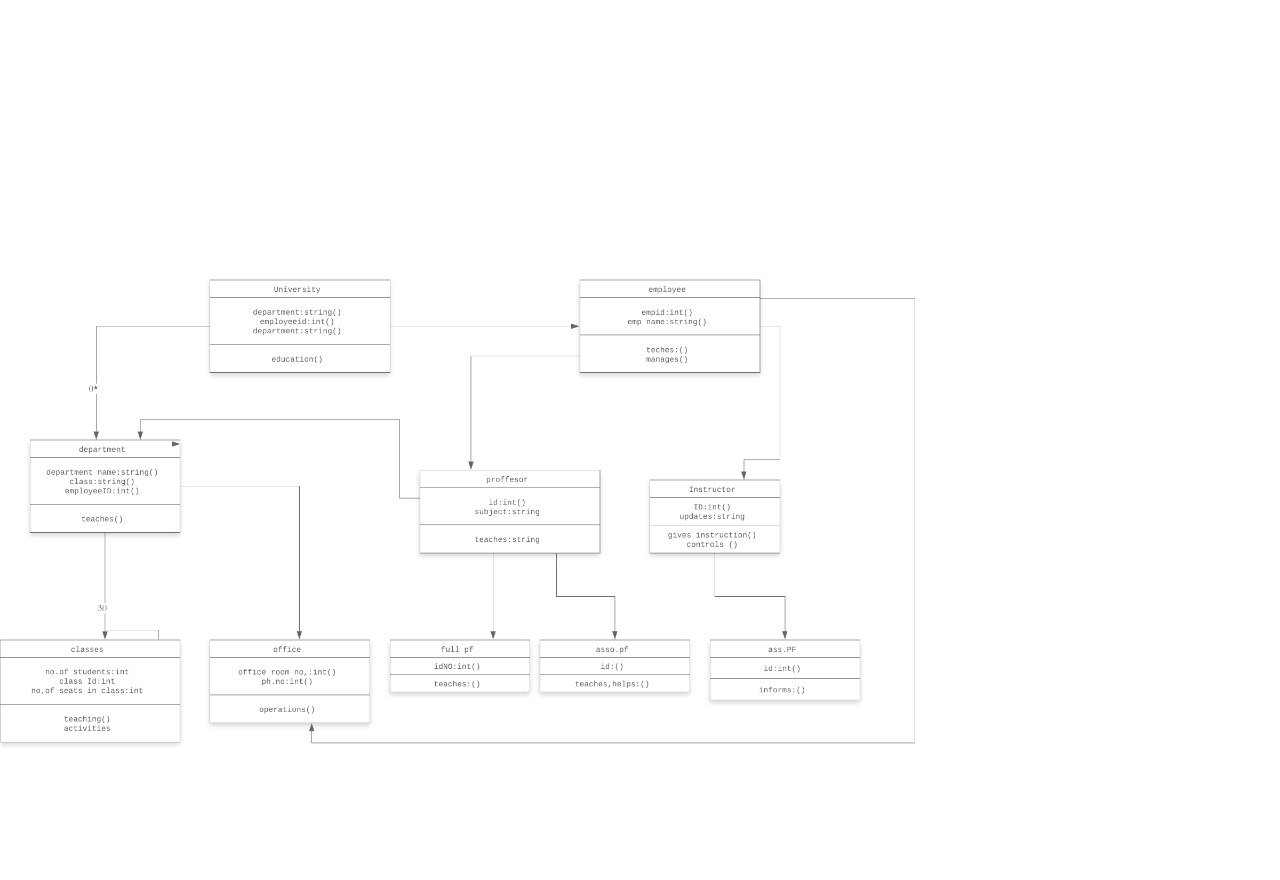 University
department:string()
employeeid:int()
department:string()
education()
employee
empid:int()
emp name:string()
teches:()
manages()
0*
department
department name:string()
class:string()
employeeID:int()
teaches()
proffesor
id:int()
subject:string
teaches:string
Instructor
ID:int()
updates:string
gives instruction()
controls ()
30
classes
no.of students:int
class Id:int
no,of seats in class:int
teaching()
activities
office
office room no,:int()
ph.no:int()
operations()
full pf
idNO:int()
teaches:()
asso.pf
id:()
teaches,helps:()
ass.PF
id:int()
informs:()